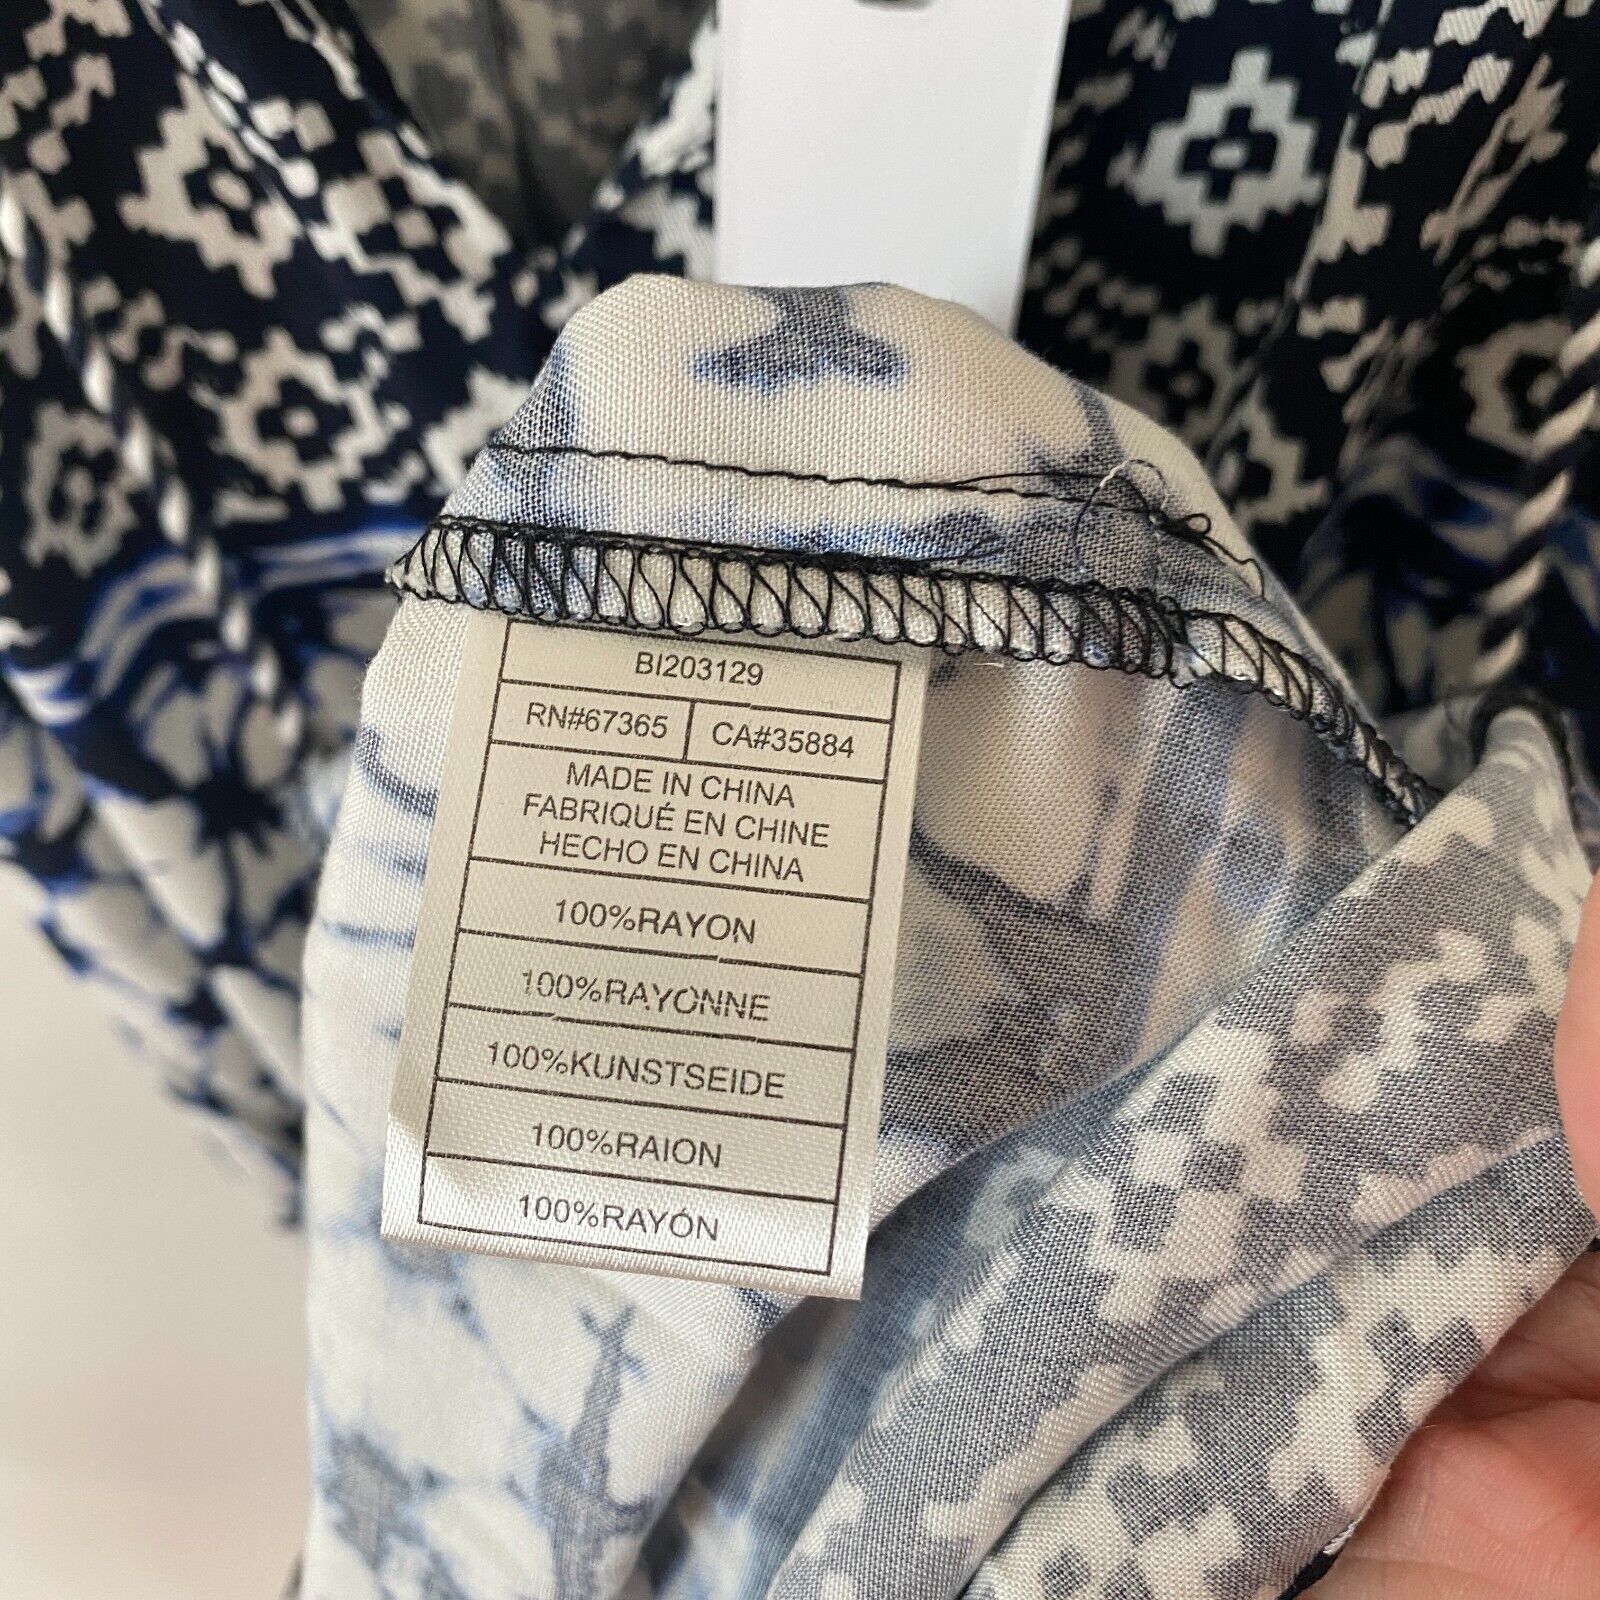 BI203129
RN#67365 CA#35884
MADE IN CHINA
FABRIQUÉ EN CHINE
HECHO EN CHINA
100%RAYON
100%RAYONNE
100%KUNSTSEIDE
100%RAION
100%RAYÓN